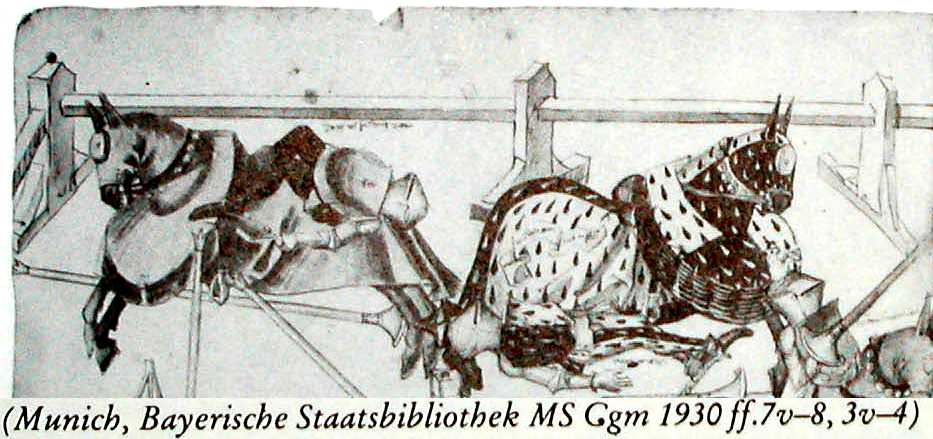 (Munich, Bayerische Staatsbibliothek MS Cgm 1930 ff.7v–8, 3v–4)